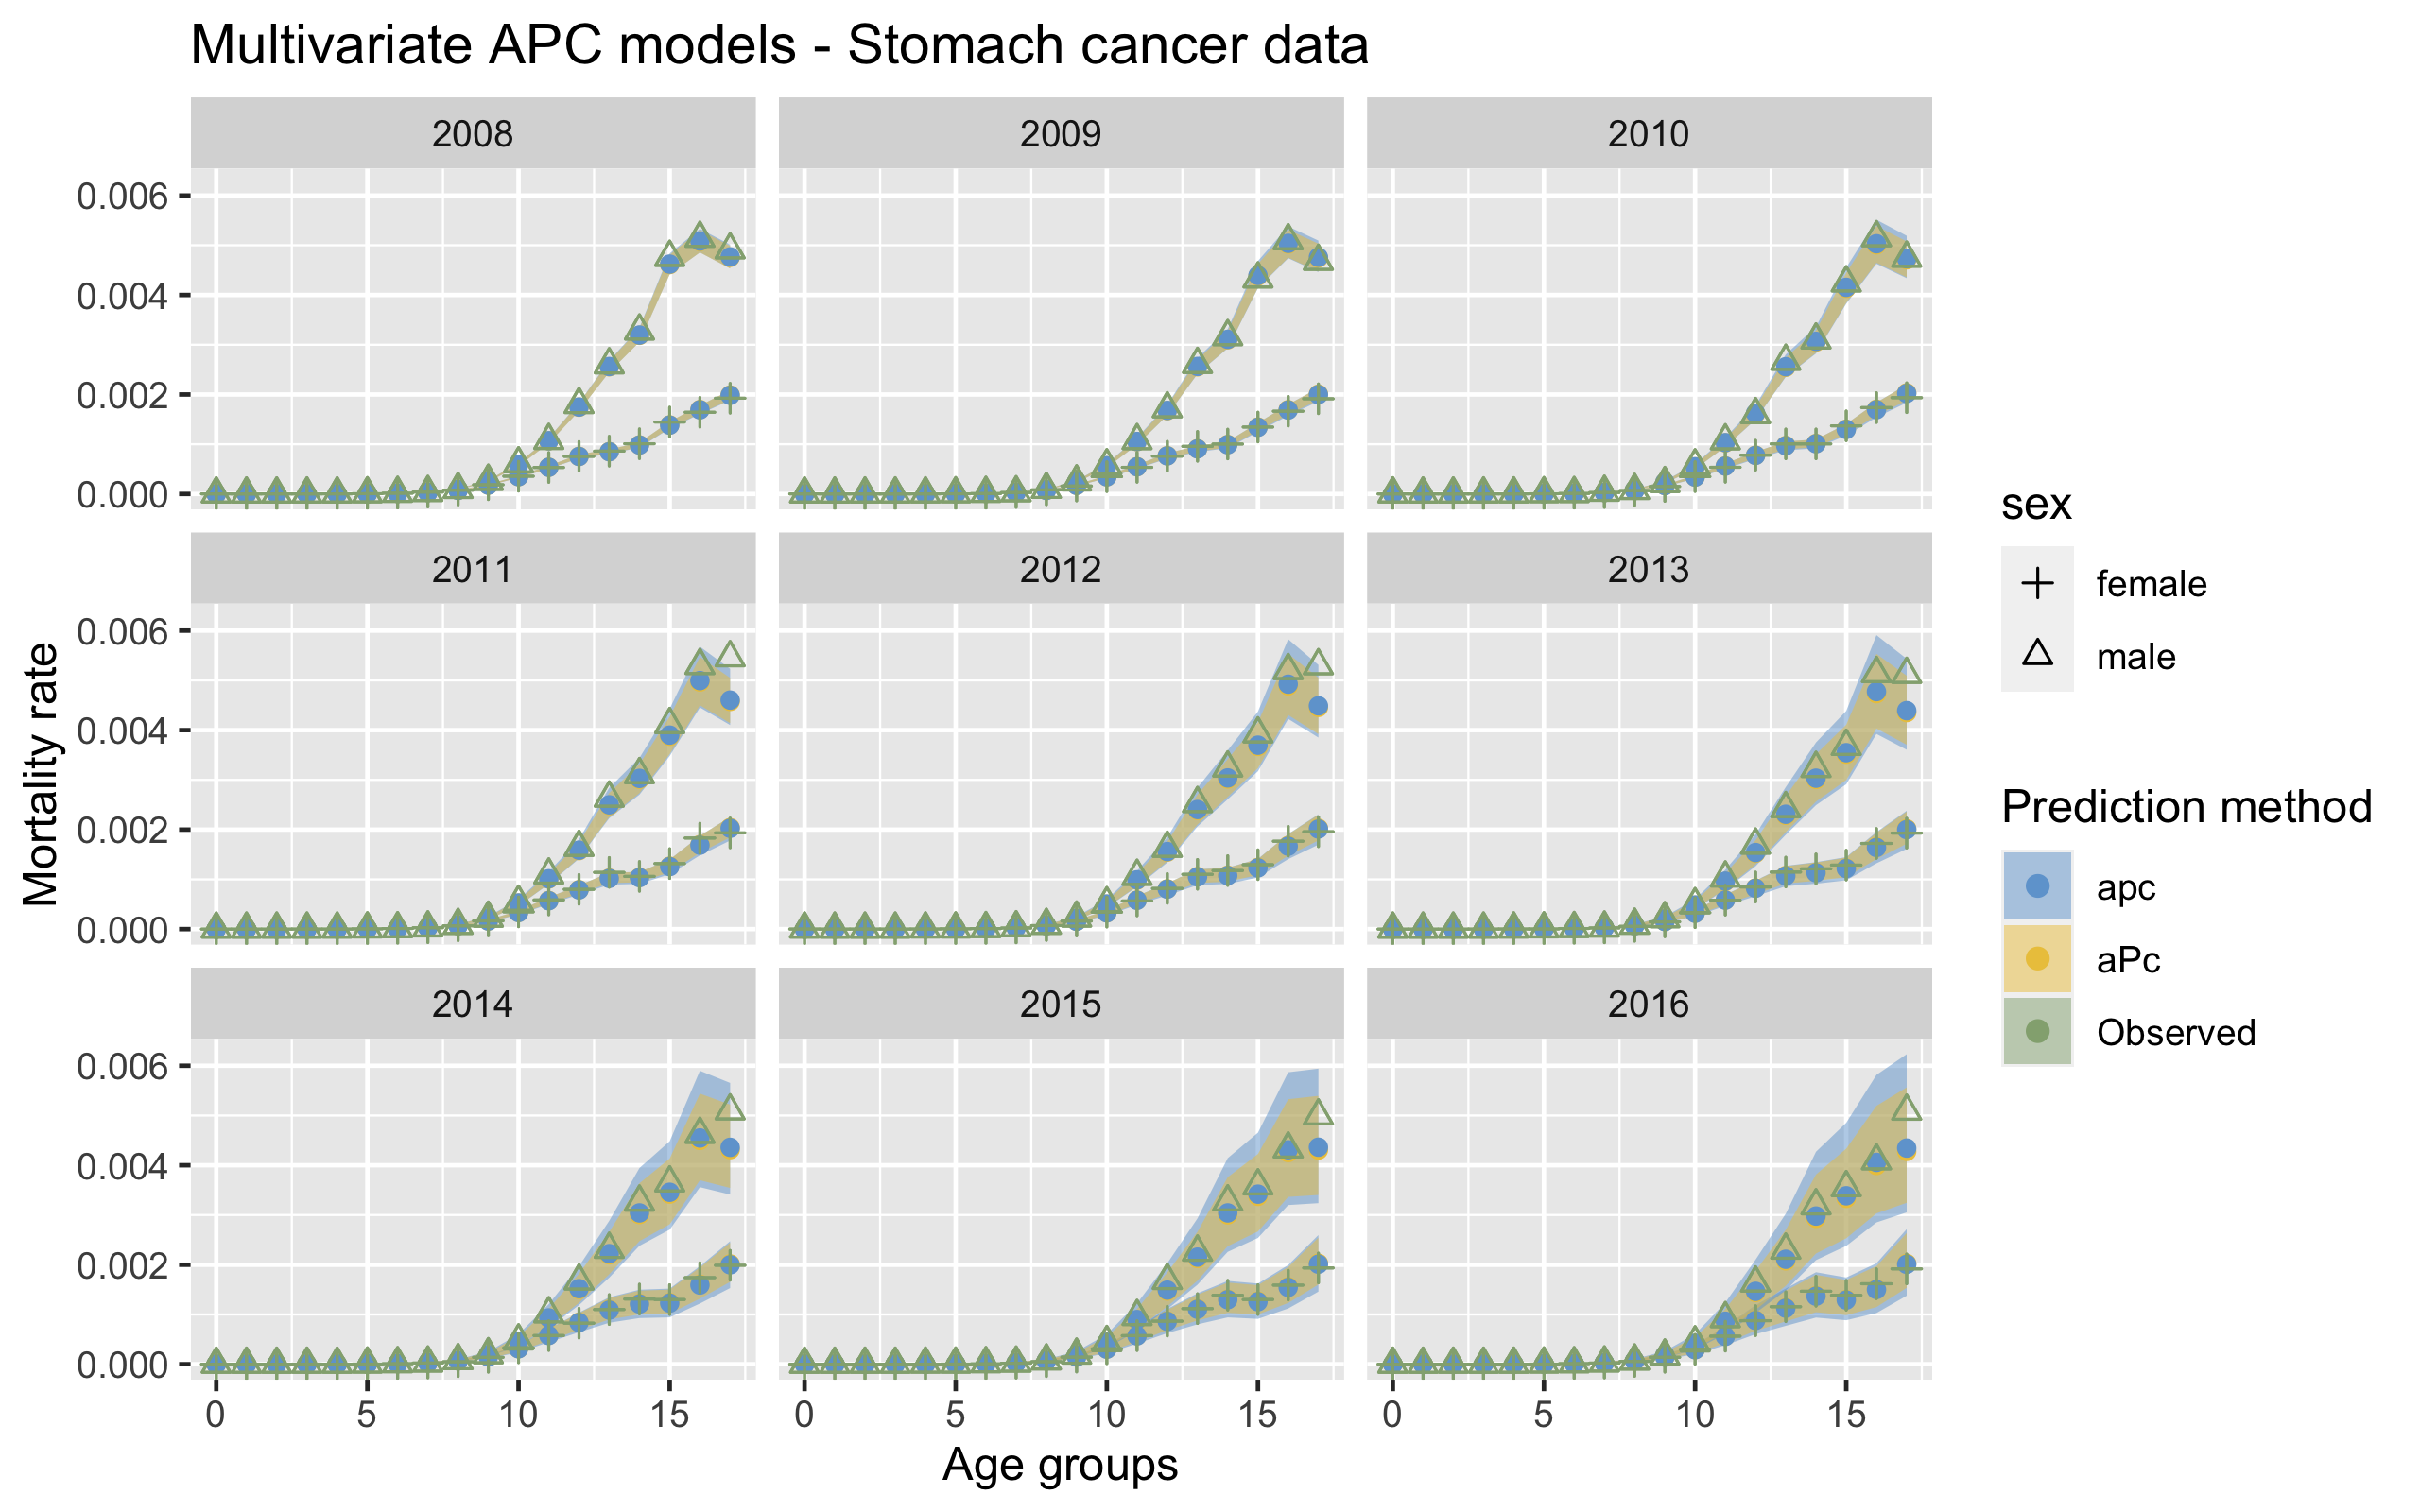 Multivariate APC models - Stomach cancer data
2008 2009 2010
0.006
0.004
0.002
0.000
2011 2012 2013
0.006
0.004
0.002
0.000
2014 2015 2016
0.006
0.004
0.002
0.000
0 5 10 15 0 5 10 15 0 5 10 15
Age groups
Mortality rate
sex
female
male
Prediction method
apc
aPc
Observed